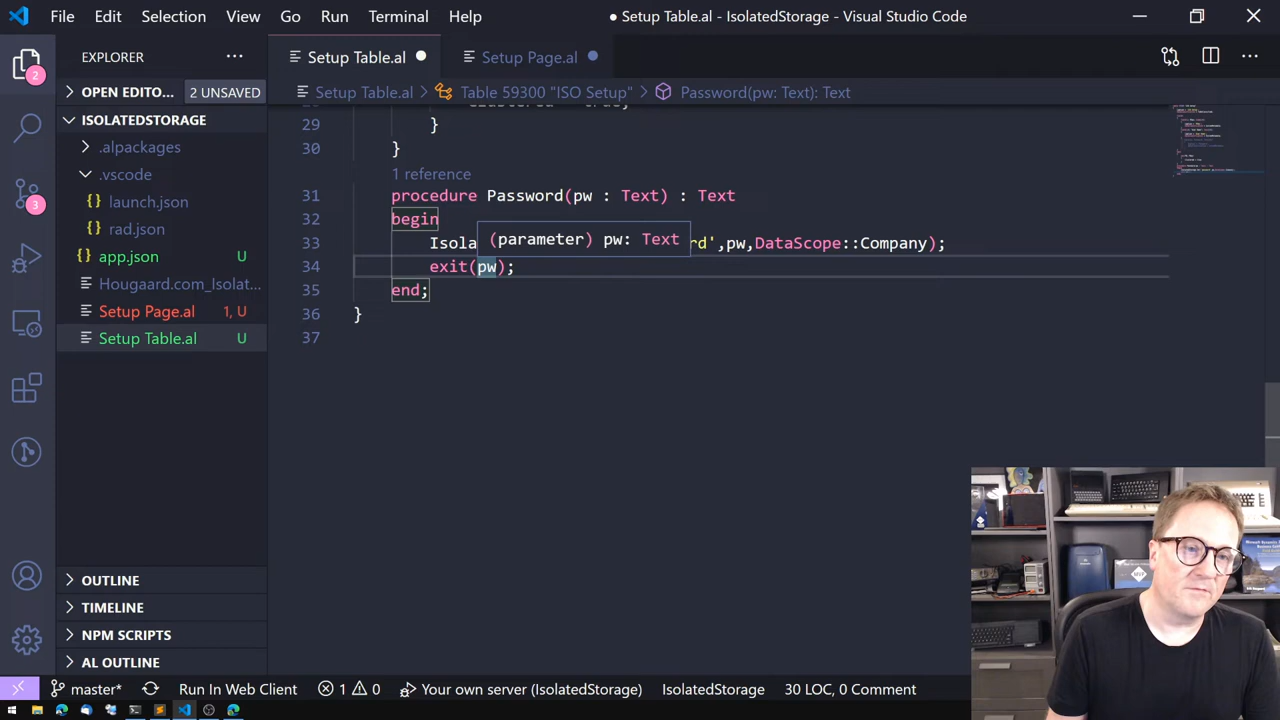 File Edit Selection View Go Run Terminal Help
● Setup Table.al - IsolatedStorage - Visual Studio Code
EXPLORER
Setup Table.al
Setup Page.al
OPEN EDITO... 2 UNSAVED
Setup Table.al > Table 59300 "ISO Setup" > Password(pw: Text): Text
ISOLATEDSTORAGE
.alpackages
.vscode
launch.json
rad.json
app.json
Hougaard.com_Isolat...
Setup Page.al 1, U
Setup Table.al U
2
3
29 }
30 }
1 reference
31 procedure Password(pw : Text) : Text
32 begin
(parameter) pw: Text
33 Isola rd',pw,DataScope::Company);
34 exit(pw);
35 end;
36 }
37
OUTLINE
TIMELINE
NPM SCRIPTS
AL OUTLINE
master* Run In Web Client 1 0 Your own server (IsolatedStorage) IsolatedStorage 30 LOC, 0 Comment